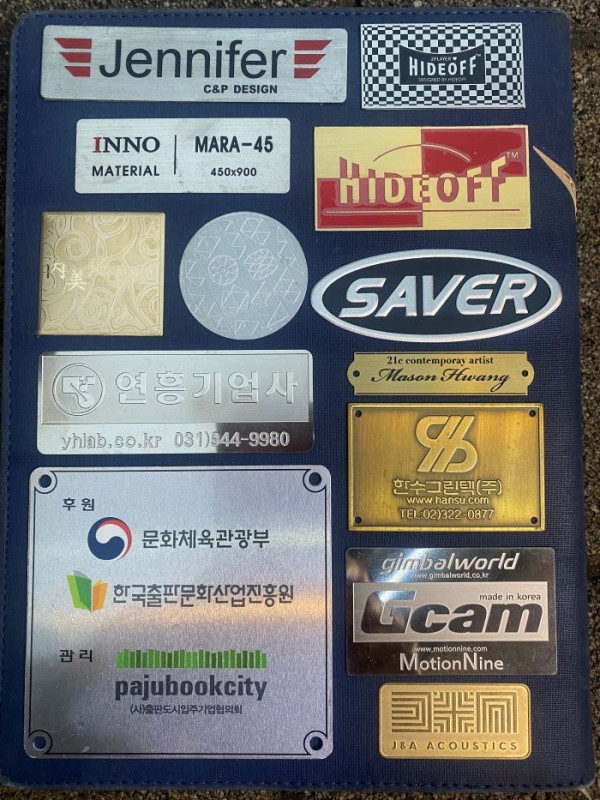 Jennifer
C&P DESIGN
2PLAYER
HIDEOFF
DESIGNED BY HIDEOFF
INNO
MATERIAL
MARA-45
450x900
HIDEOFF™
内
美
SAVER
연흥기업사
yhlab.co.kr 031)944-9980
21c contemporay artist
Mason Hwang
한수그린텍(주)
www.hansu.com
TEL:02)322-0877
후원
문화체육관광부
한국출판문화산업진흥원
관리
pajubookcity
(사)출판도시입주기업협의회
gimbalworld
www.gimbalworld.co.kr
made in korea
Gcam
www.motionnine.com
MotionNine
J&A ACOUSTICS